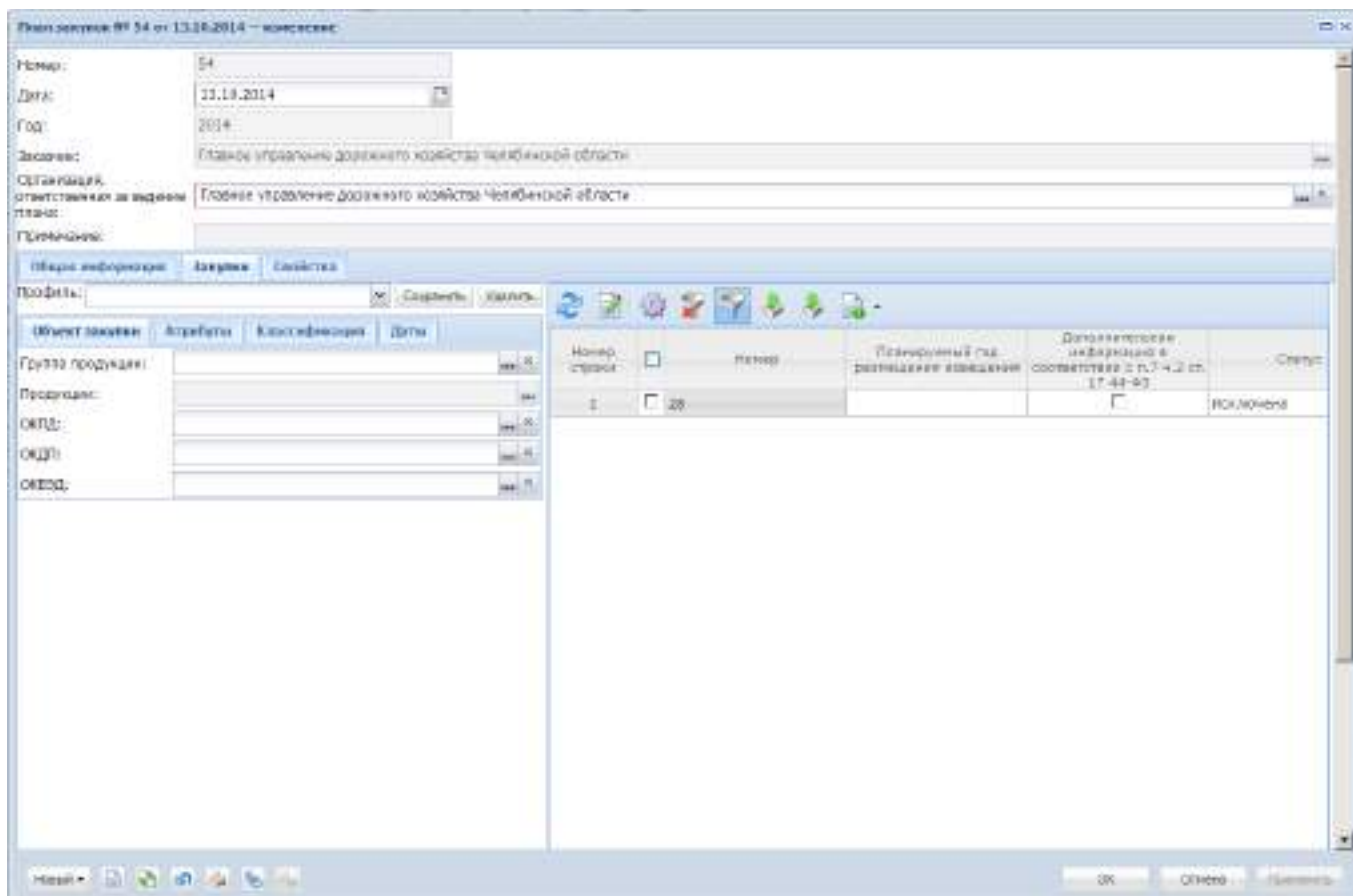 План закупок № 54 от 13.10.2014 — изменение
Номер: 54
Дата: 13.10.2014
Год: 2014
Заказчик: Главное управление дорожного хозяйства Челябинской области
Организация, ответственная за ведение плана: Главное управление дорожного хозяйства Челябинской области
Примечание:
Общая информация Закупки Свойства
Профиль: Сохранить Удалить
Объект закупки Атрибуты Классификация Даты
Группа продукции:
Продукция:
ОКПД:
ОКДП:
ОКВЭД:
Номер строки Номер Планируемый год размещения извещения Дополнительная информация в соответствии с п.7 ч.2 ст. 17 44-ФЗ Статус
1 28 Исключена
Новый
OK Отмена Применить